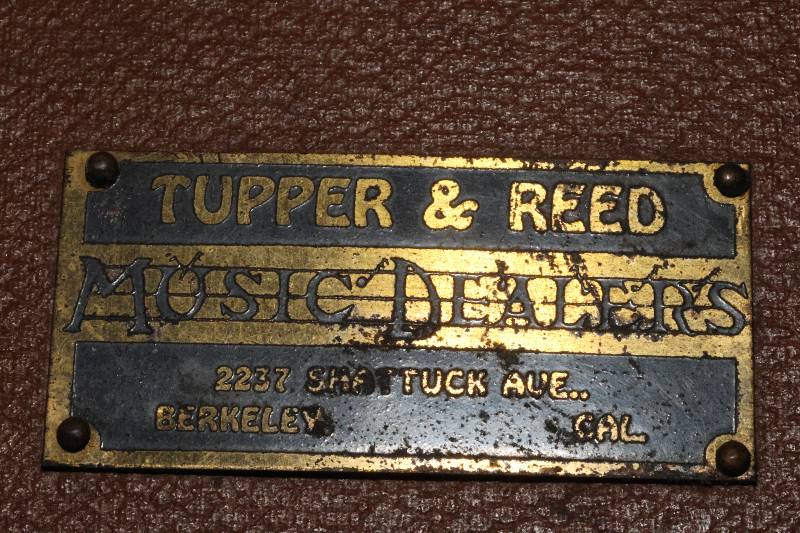 TUPPER & REED
MUSIC DEALERS
2237 SHATTUCK AVE..
BERKELEY CAL.